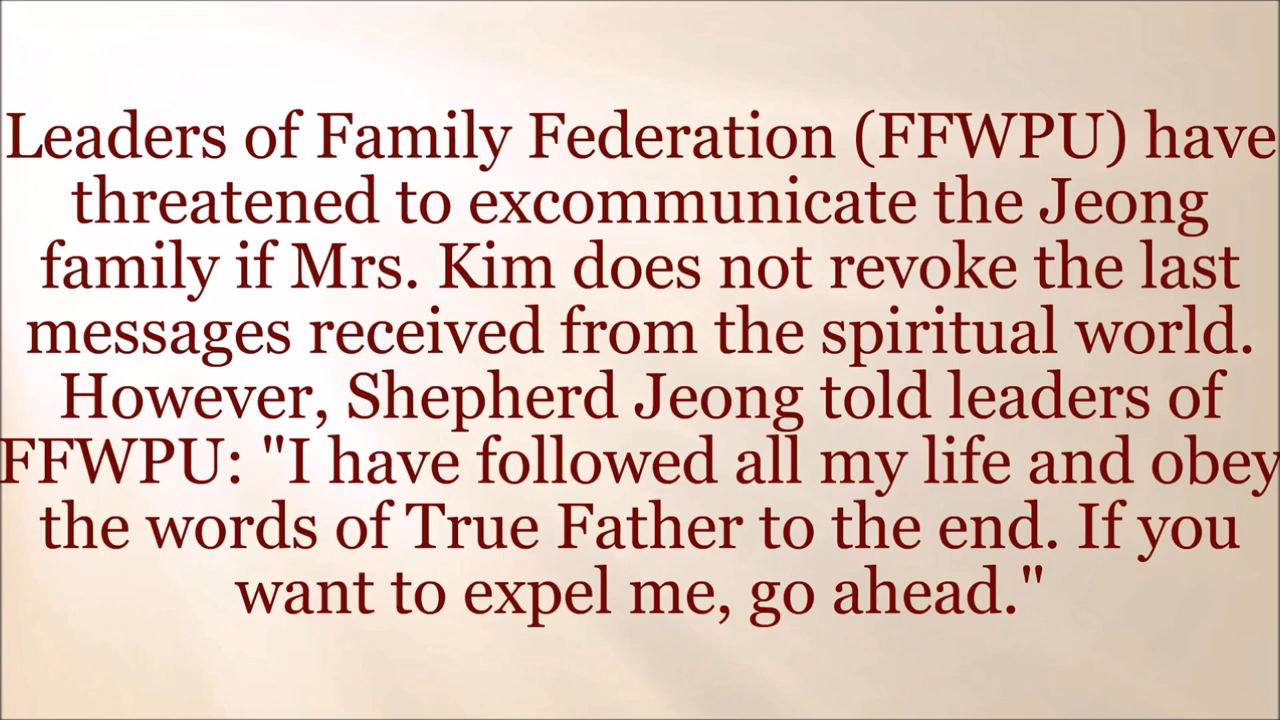 Leaders of Family Federation (FFWPU) have
threatened to excommunicate the Jeong
family if Mrs. Kim does not revoke the last
messages received from the spiritual world.
However, Shepherd Jeong told leaders of
FFWPU: "I have followed all my life and obey
the words of True Father to the end. If you
want to expel me, go ahead."